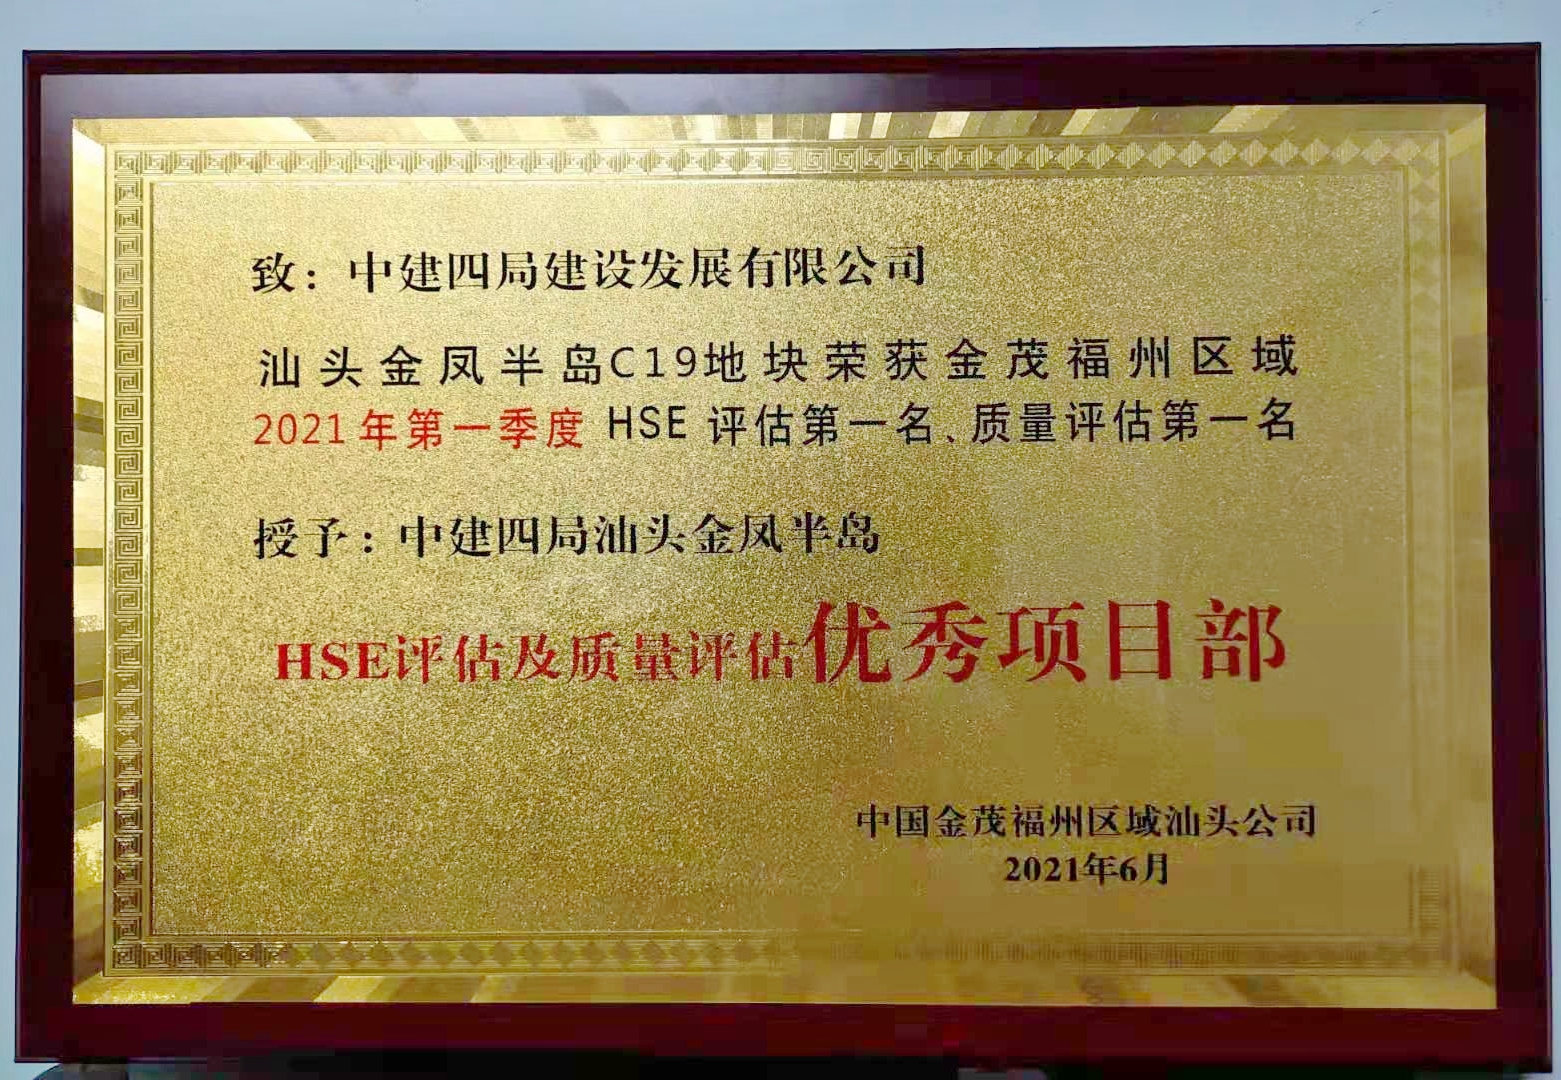 致：中建四局建设发展有限公司
汕头金凤半岛C19地块荣获金茂福州区域
2021年第一季度 HSE 评估第一名、质量评估第一名
授予：中建四局汕头金凤半岛
HSE评估及质量评估优秀项目部
中国金茂福州区域汕头公司
2021年6月